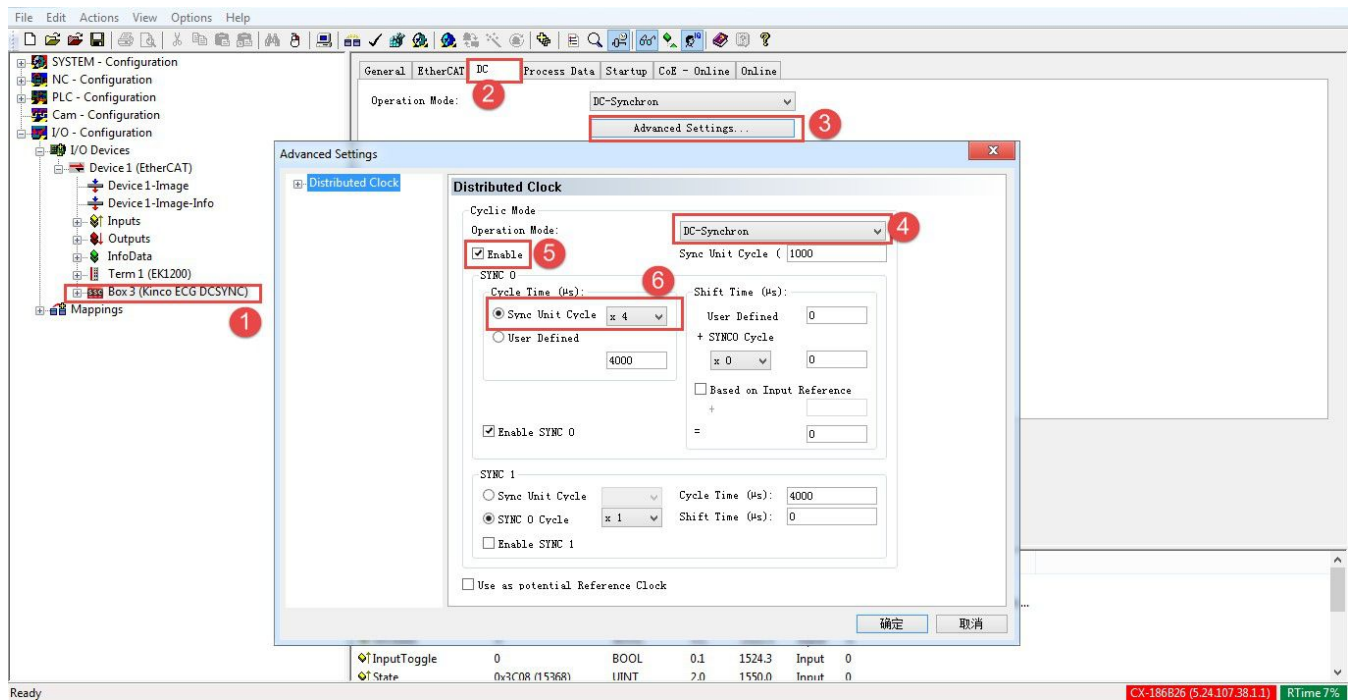 File Edit Actions View Options Help
SYSTEM - Configuration
NC - Configuration
PLC - Configuration
Cam - Configuration
I/O - Configuration
I/O Devices
Device 1 (EtherCAT)
Device 1-Image
Device 1-Image-Info
Inputs
Outputs
InfoData
Term 1 (EK1200)
Box 3 (Kinco ECG DCSYNC)
Mappings
1
General EtherCAT DC Process Data Startup CoE - Online Online
2
Operation Mode: DC-Synchron
Advanced Settings... 3
Advanced Settings
Distributed Clock
Distributed Clock
Cyclic Mode
Operation Mode: DC-Synchron 4
Enable 5 Sync Unit Cycle ( 1000
SYNC 0
6
Cycle Time (µs): Shift Time (µs):
Sync Unit Cycle x 4 User Defined 0
User Defined + SYNC0 Cycle
4000 x 0 0
Based on Input Reference
+
Enable SYNC 0 = 0
SYNC 1
Sync Unit Cycle Cycle Time (µs): 4000
SYNC 0 Cycle x 1 Shift Time (µs): 0
Enable SYNC 1
Use as potential Reference Clock
...
确定 取消
InputToggle 0 BOOL 0.1 1524.3 Input 0
State 0x3C08 (15368) UINT 2.0 1550.0 Input 0
Ready CX-186B26 (5.24.107.38.1.1) RTime 7%